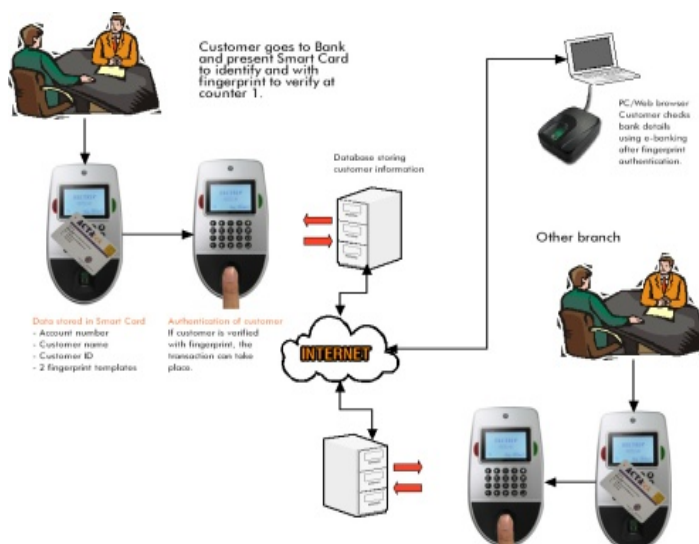 Customer goes to Bank
and present Smart Card
to identify and with
fingerprint to verify at
counter 1.
PC/Web browser
Customer checks
bank details
using e-banking
after fingerprint
authentication.
Database storing
customer information
Other branch
ACTA
Data stored in Smart Card
- Account number
- Customer name
- Customer ID
- 2 fingerprint templates
Authentication of customer
If customer is verified
with fingerprint, the
transaction can take
place.
INTERNET
ACTA